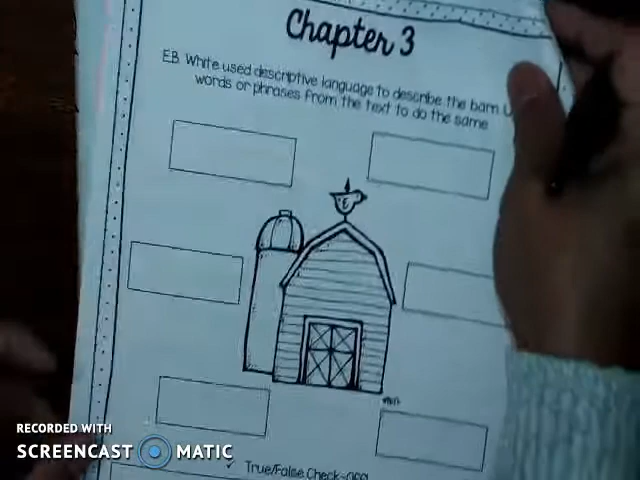 Chapter 3
E.B. White used descriptive language to describe the barn. U
words or phrases from the text to do the same
✓ True/False Check-
RECORDED WITH
SCREENCAST MATIC